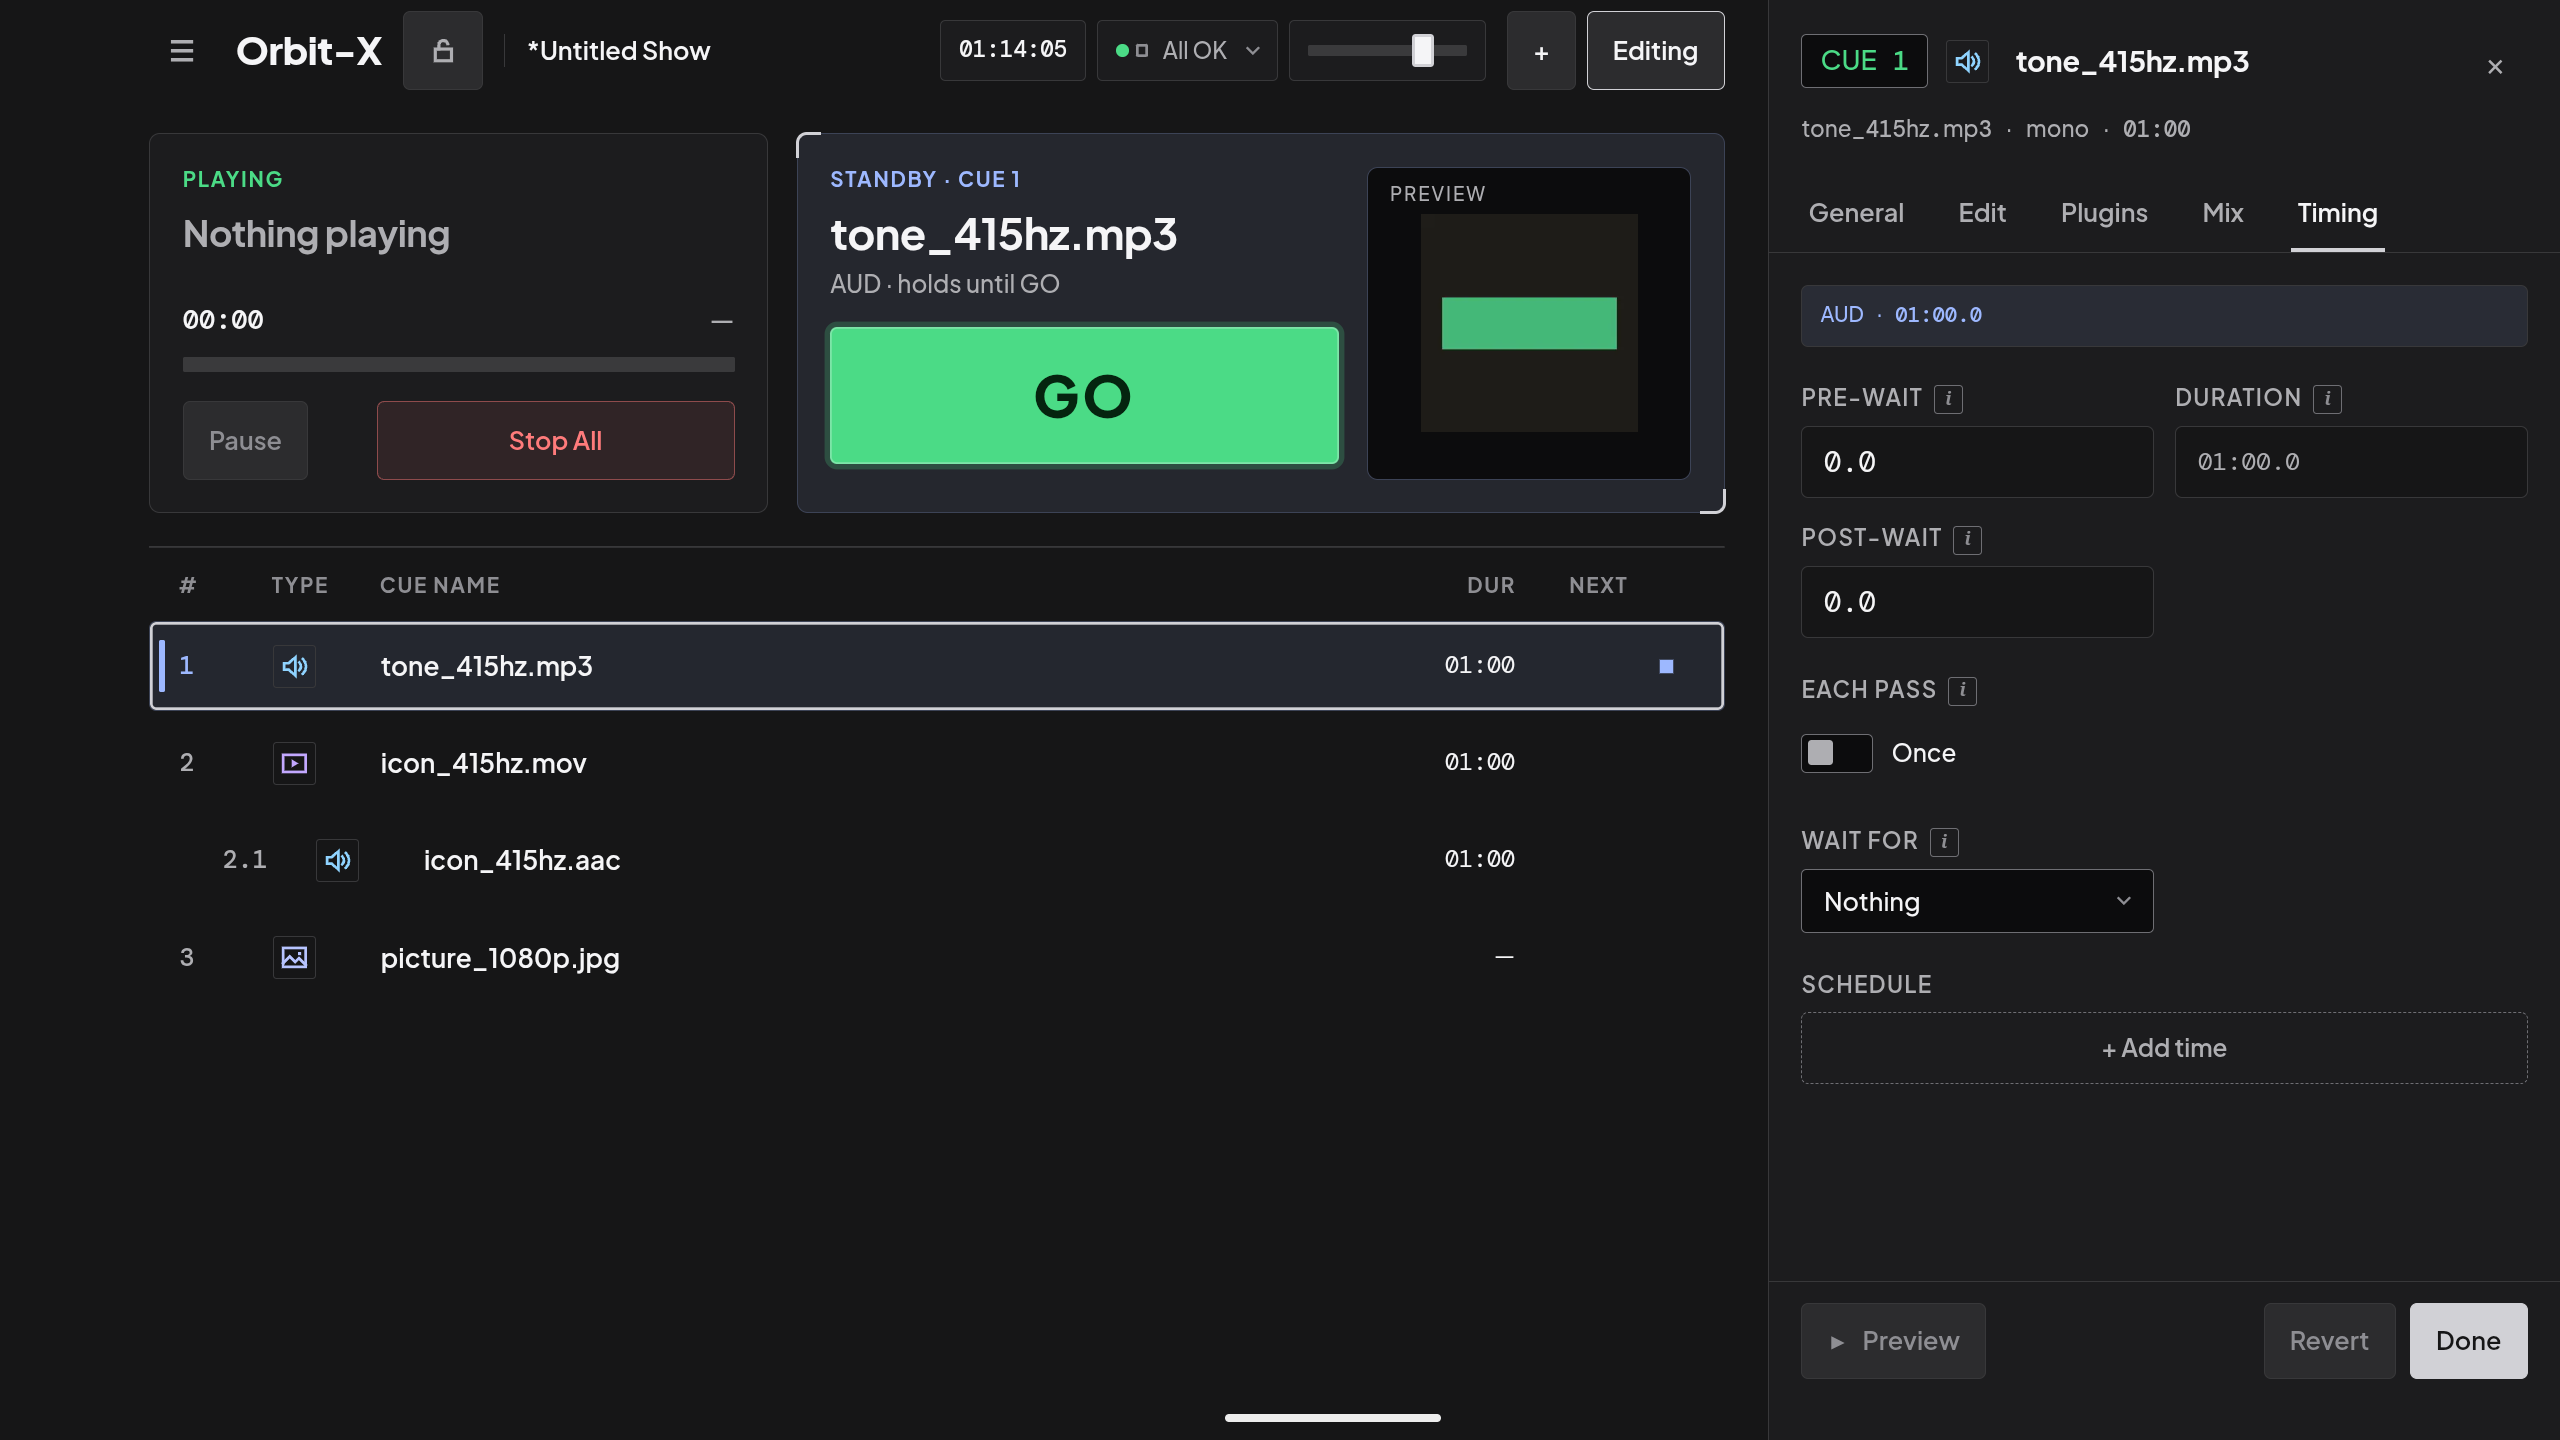 Orbit-X
*Untitled Show
01:14:05
All OK
+
Editing
PLAYING
Nothing playing
00:00
—
Pause
Stop All
STANDBY · CUE 1
tone_415hz.mp3
AUD · holds until GO
GO
PREVIEW
# TYPE CUE NAME DUR NEXT
1 tone_415hz.mp3 01:00
2 icon_415hz.mov 01:00
2.1 icon_415hz.aac 01:00
3 picture_1080p.jpg —
CUE 1 tone_415hz.mp3 ×
tone_415hz.mp3 · mono · 01:00
General Edit Plugins Mix Timing
AUD · 01:00.0
PRE-WAIT i DURATION i
0.0 01:00.0
POST-WAIT i
0.0
EACH PASS i
Once
WAIT FOR i
Nothing
SCHEDULE
+ Add time
Preview Revert Done